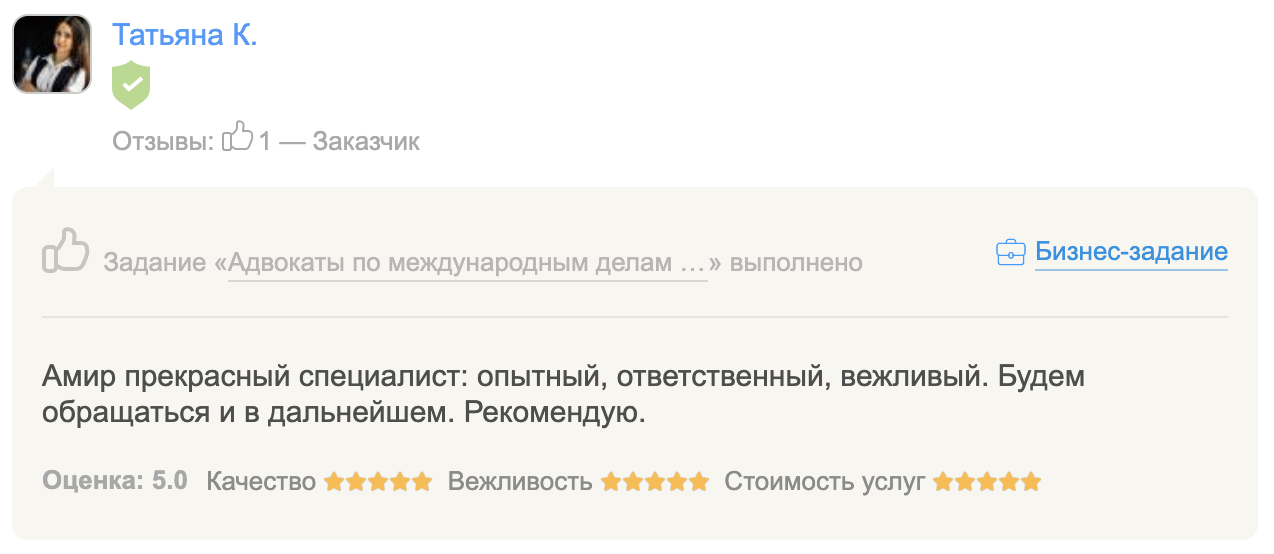 Татьяна К.
Отзывы: 1 — Заказчик
Задание «Адвокаты по международным делам ...» выполнено
Бизнес-задание
Амир прекрасный специалист: опытный, ответственный, вежливый. Будем
обращаться и в дальнейшем. Рекомендую.
Оценка: 5.0 Качество Вежливость Стоимость услуг